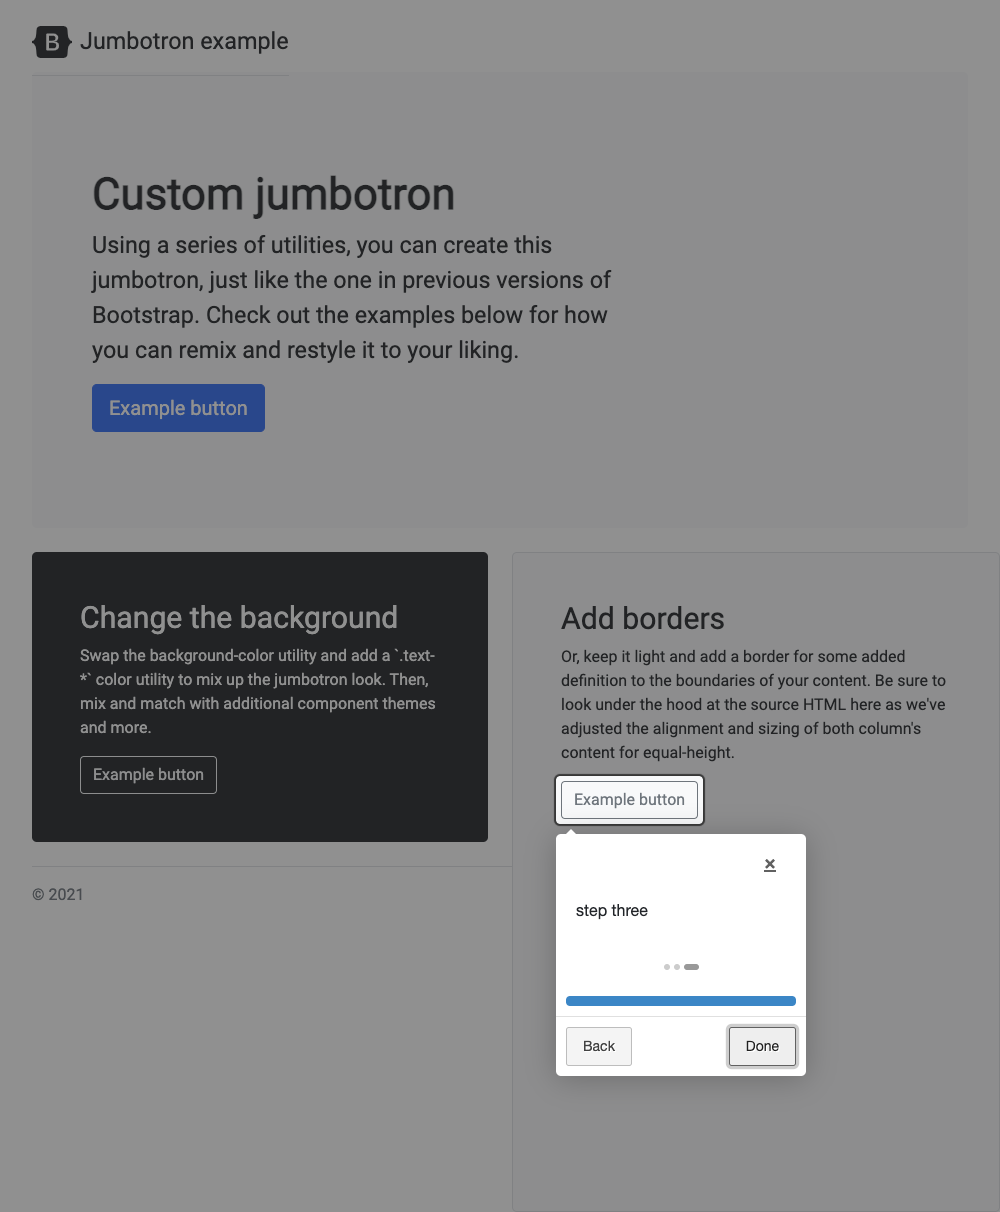 B Jumbotron example
Custom jumbotron
Using a series of utilities, you can create this
jumbotron, just like the one in previous versions of
Bootstrap. Check out the examples below for how
you can remix and restyle it to your liking.
Example button
Change the background
Swap the background-color utility and add a `.text-
*` color utility to mix up the jumbotron look. Then,
mix and match with additional component themes
and more.
Example button
Add borders
Or, keep it light and add a border for some added
definition to the boundaries of your content. Be sure to
look under the hood at the source HTML here as we've
adjusted the alignment and sizing of both column's
content for equal-height.
Example button
×
step three
Back
Done
© 2021